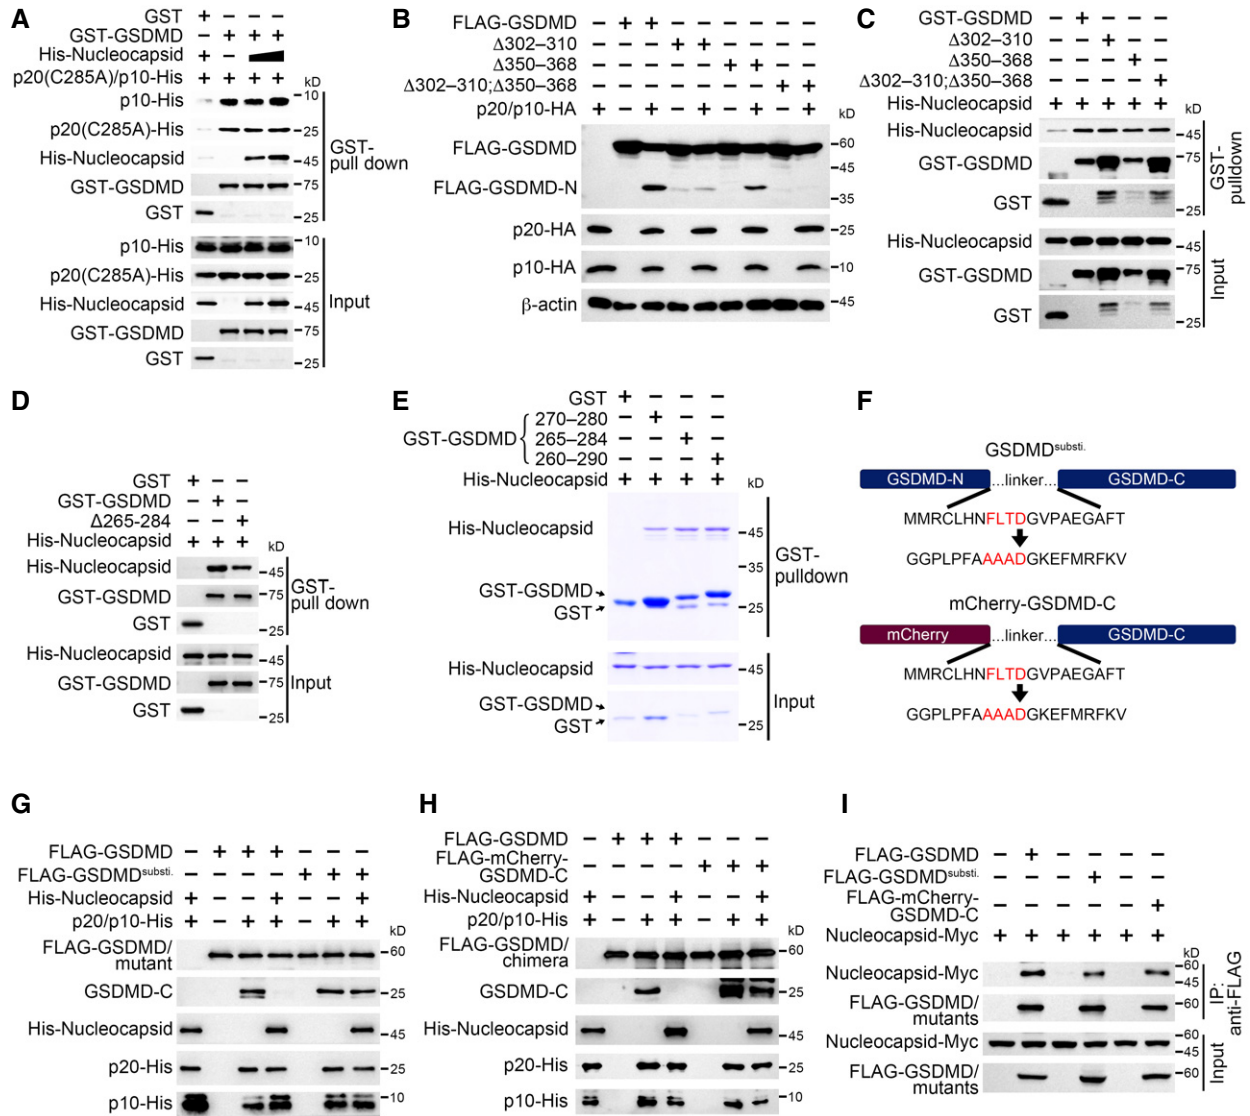 A
GST + − − −
GST-GSDMD − + + +
His-Nucleocapsid + −
p20(C285A)/p10-His + + + + kD
p10-His 10
p20(C285A)-His 25
His-Nucleocapsid 45
GST-GSDMD 75
GST 25
GST-
pull down
p10-His 10
p20(C285A)-His 25
His-Nucleocapsid 45
GST-GSDMD 75
GST 25
Input
B
FLAG-GSDMD − + + − − − − − −
Δ302–310 − − − + + − − − −
Δ350–368 − − − − − + + − −
Δ302–310;Δ350–368 − − − − − − − + +
p20/p10-HA + − + − + − + − + kD
FLAG-GSDMD 60
40
FLAG-GSDMD-N
35
p20-HA 25
p10-HA 10
β-actin 45
C
GST-GSDMD − + − − −
Δ302–310 − − + − −
Δ350–368 − − − + −
Δ302–310;Δ350–368 − − − − +
His-Nucleocapsid + + + + + kD
His-Nucleocapsid 45
GST-GSDMD 75
GST 25
GST-
pulldown
His-Nucleocapsid 45
GST-GSDMD 75
GST 25
Input
D
GST + − −
GST-GSDMD − + −
Δ265-284 − − +
His-Nucleocapsid + + + kD
His-Nucleocapsid 45
GST-GSDMD 75
GST 25
GST-
pull down
His-Nucleocapsid 45
GST-GSDMD 75
GST 25
Input
E
GST + − − −
GST-GSDMD { 270–280 − + − −
265–284 − − + −
260–290 − − − +
His-Nucleocapsid + + + + kD
His-Nucleocapsid 45
35
GST-GSDMD
GST 25
GST-
pulldown
His-Nucleocapsid 45
GST-GSDMD
GST 25
Input
F
GSDMDsubsti.
GSDMD-N ...linker... GSDMD-C
MMRCLHNFLTDGVPAEGAFT
GGPLPFAAAADGKEFMRFKV
mCherry-GSDMD-C
mCherry ...linker... GSDMD-C
MMRCLHNFLTDGVPAEGAFT
GGPLPFAAAADGKEFMRFKV
G
FLAG-GSDMD − + + + − − −
FLAG-GSDMDsubsti. − − − − + + +
His-Nucleocapsid + − − + − − +
p20/p10-His + − + + − + + kD
FLAG-GSDMD/
mutant 60
GSDMD-C 25
His-Nucleocapsid 45
p20-His 25
p10-His 10
H
FLAG-GSDMD − + + + − − −
FLAG-mCherry-
GSDMD-C − − − − + + +
His-Nucleocapsid + − − + − − +
p20/p10-His + − + + − + + kD
FLAG-GSDMD/
chimera 60
GSDMD-C 25
His-Nucleocapsid 45
p20-His 25
p10-His 10
I
FLAG-GSDMD − + − − − −
FLAG-GSDMDsubsti. − − − + − −
FLAG-mCherry-
GSDMD-C − − − − − +
Nucleocapsid-Myc + + + + + +
kD
Nucleocapsid-Myc 60
45
FLAG-GSDMD/
mutants 60
IP:
anti-FLAG
Nucleocapsid-Myc 60
45
FLAG-GSDMD/
mutants 60
Input